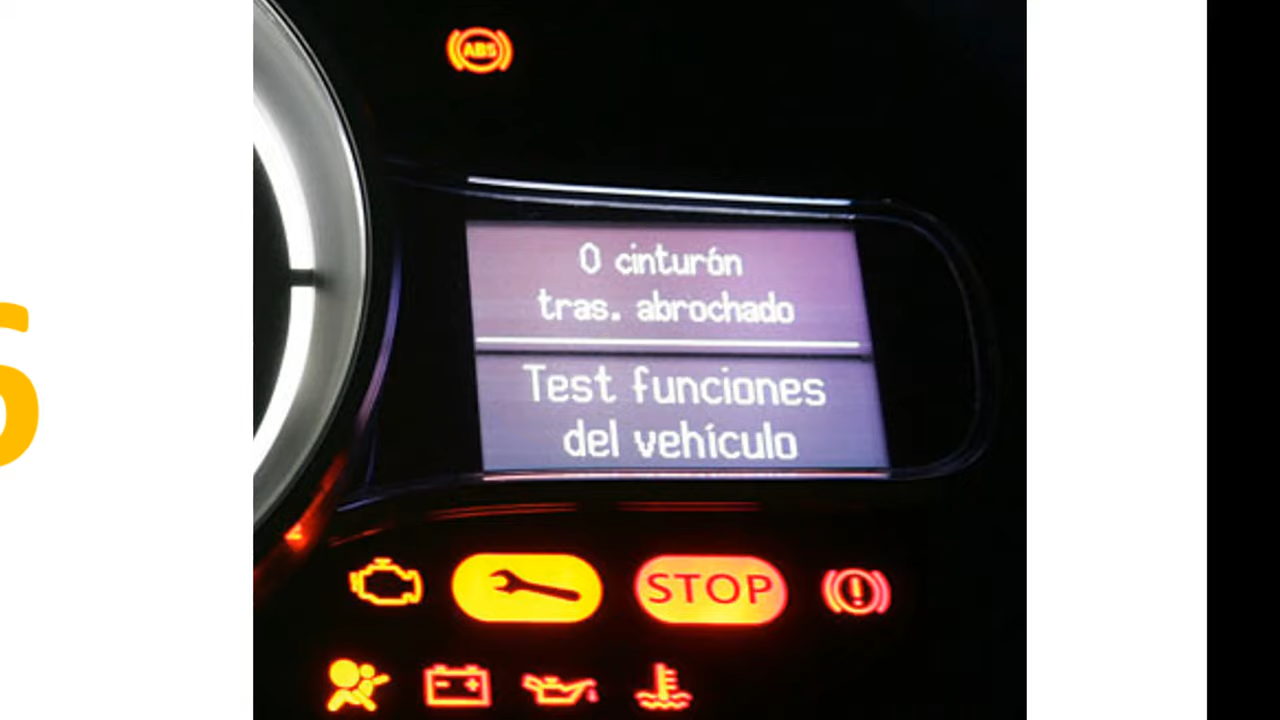 ABS
0 cinturón
tras. abrochado
Test funciones
del vehículo
STOP